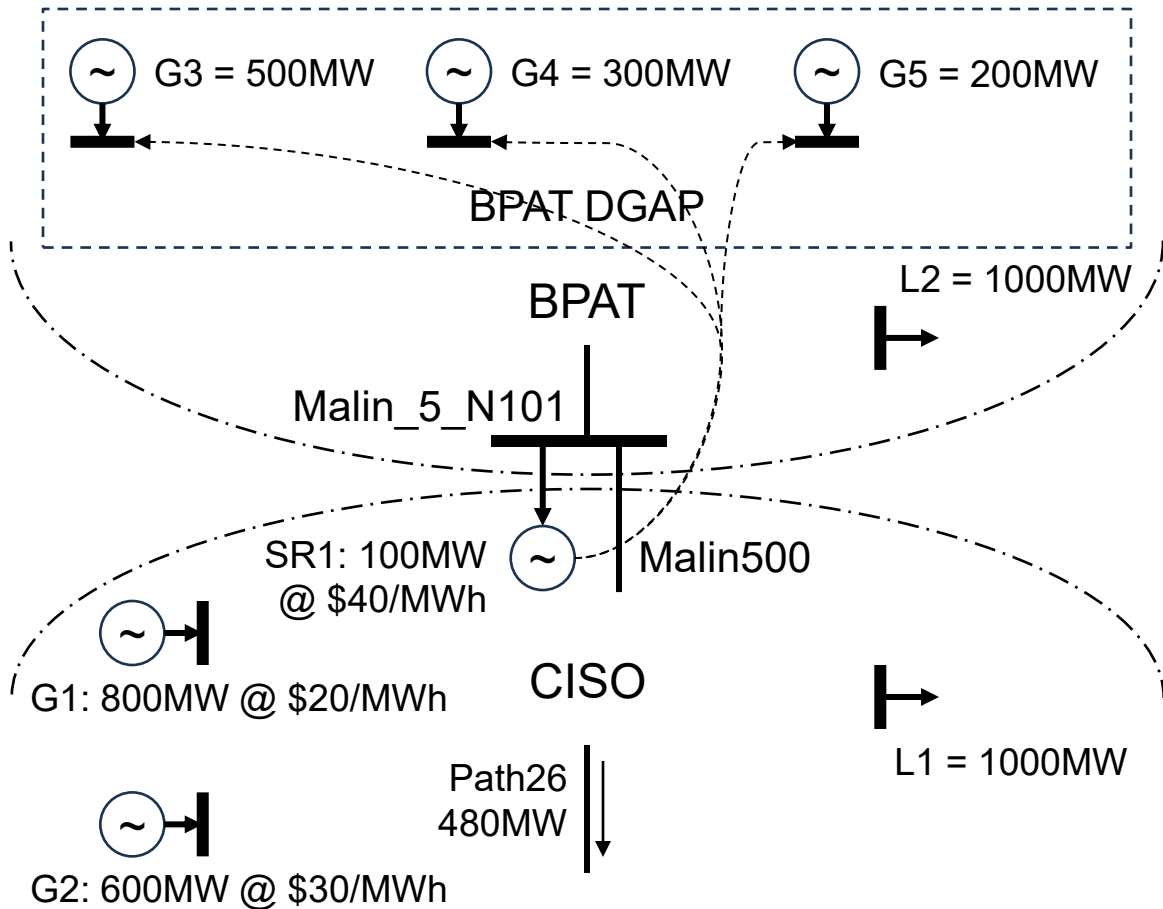 G3 = 500MW
G4 = 300MW
G5 = 200MW
BPAT DGAP
L2 = 1000MW
BPAT
Malin_5_N101
SR1: 100MW
@ $40/MWh
Malin500
G1: 800MW @ $20/MWh
CISO
L1 = 1000MW
Path26
480MW
G2: 600MW @ $30/MWh